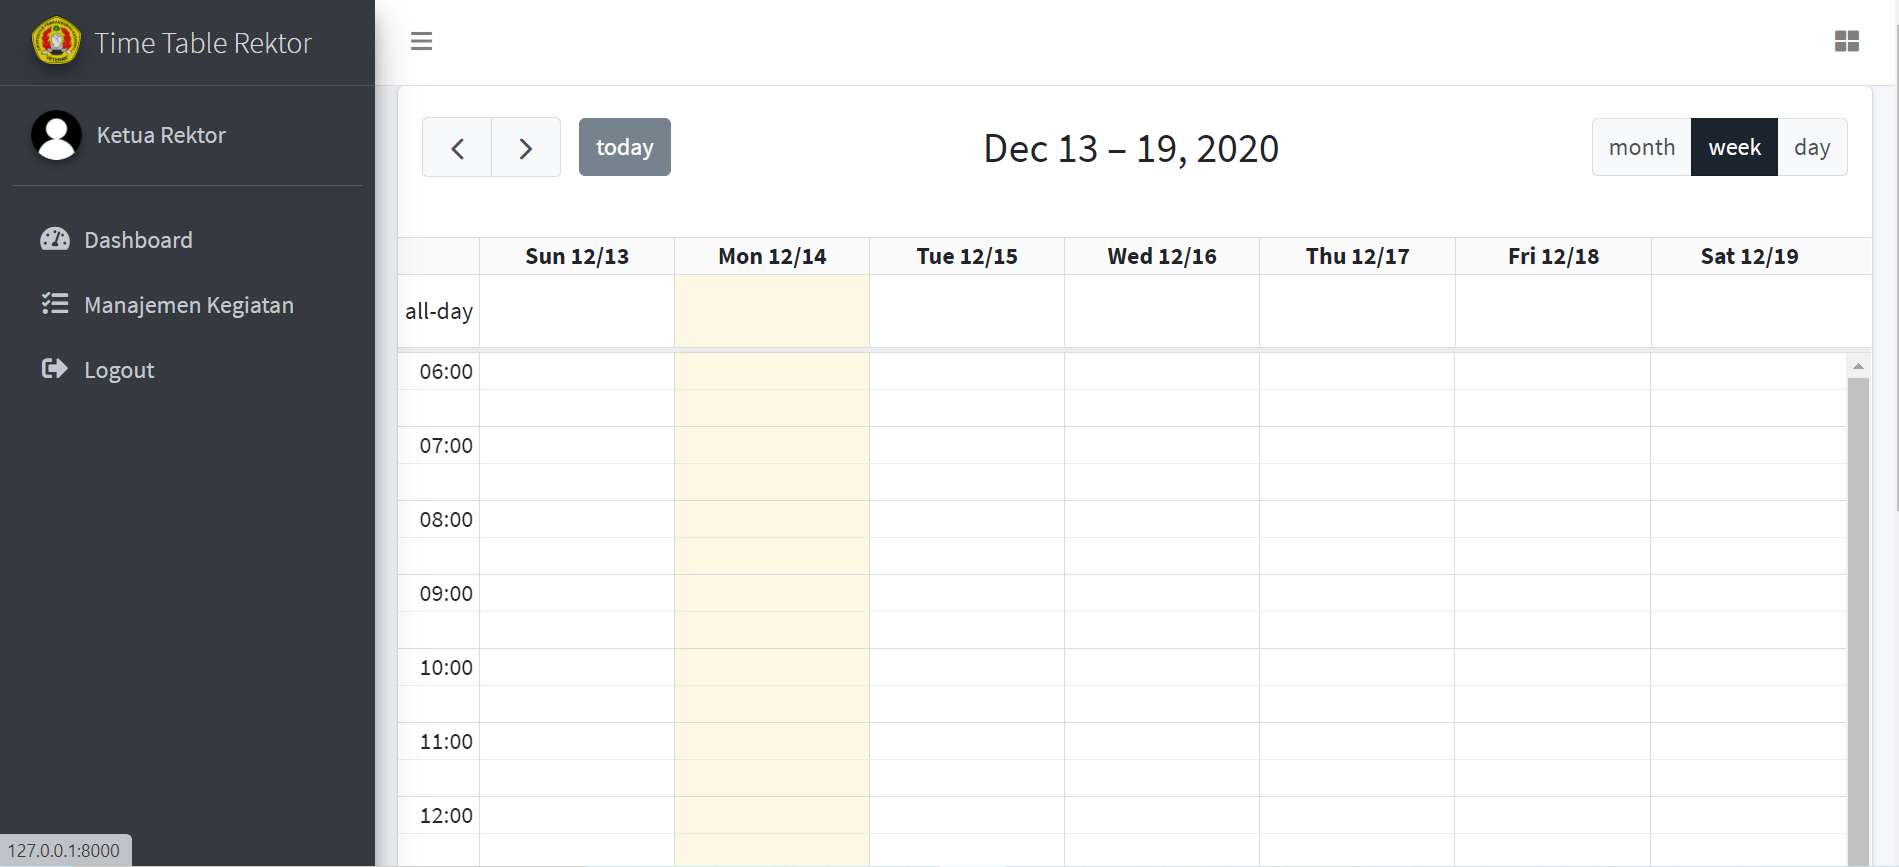 Time Table Rektor
Ketua Rektor
Dashboard
Manajemen Kegiatan
Logout
today
Dec 13 – 19, 2020
month week day
Sun 12/13 Mon 12/14 Tue 12/15 Wed 12/16 Thu 12/17 Fri 12/18 Sat 12/19
all-day
06:00
07:00
08:00
09:00
10:00
11:00
12:00
127.0.0.1:8000